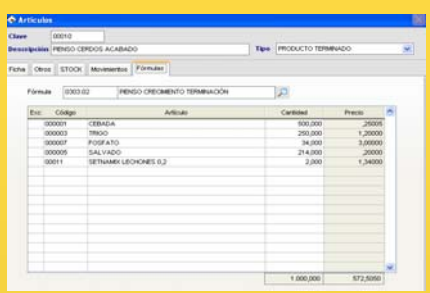 Artículos
Clave 00010
Descripción PIENSO CERDOS ACABADO Tipo PRODUCTO TERMINADO
Ficha Otros STOCK Movimientos Fórmulas
Fórmula 0303.02 PIENSO CRECIMIENTO TERMINACIÓN
Exc Código Artículo Cantidad Precio
000001 CEBADA 500,000 ,25005
000003 TRIGO 250,000 1,20000
000007 FOSFATO 34,000 3,00000
000005 SALVADO 214,000 ,20000
00011 SETNAMIX LECHONES 0,2 2,000 1,34000
1.000,000 572,5050